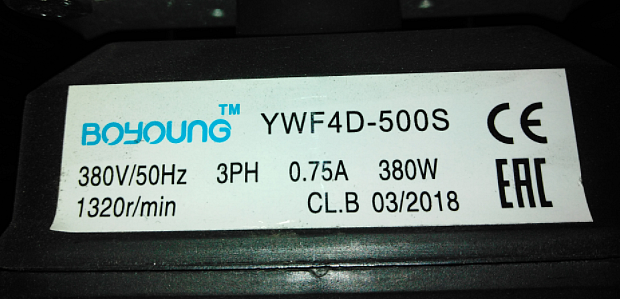 BOYOUNG™ YWF4D-500S CE
380V/50Hz 3PH 0.75A 380W EAC
1320r/min CL.B 03/2018